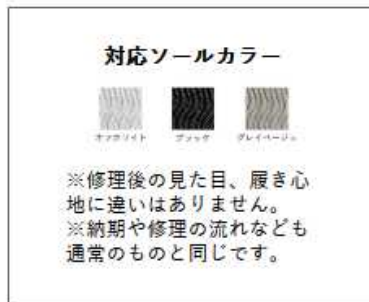 対応ソールカラー
オフホワイト
ブラック
グレイベージュ
※修理後の見た目、履き心
地に違いはありません。
※納期や修理の流れなども
通常のものと同じです。